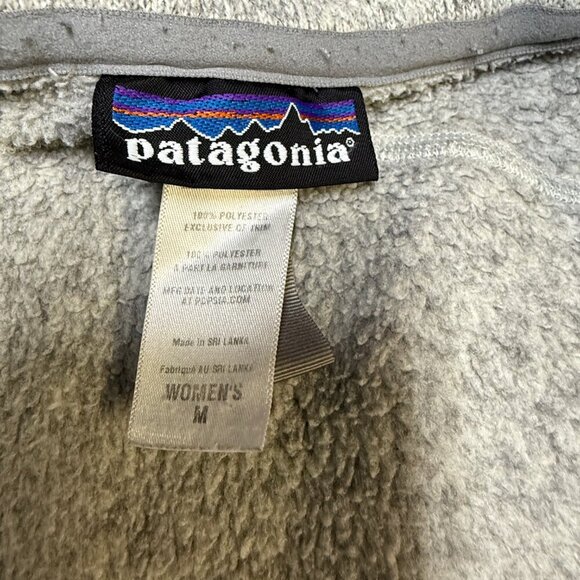 patagonia®
100% POLYESTER
EXCLUSIVE OF TRIM
100% POLYESTER
A PART LA GARNITURE
MFG DATE AND LOCATION
AT PCPSIA.COM
Made in SRI LANKA
Fabriqué AU SRI LANKA
WOMEN'S
M